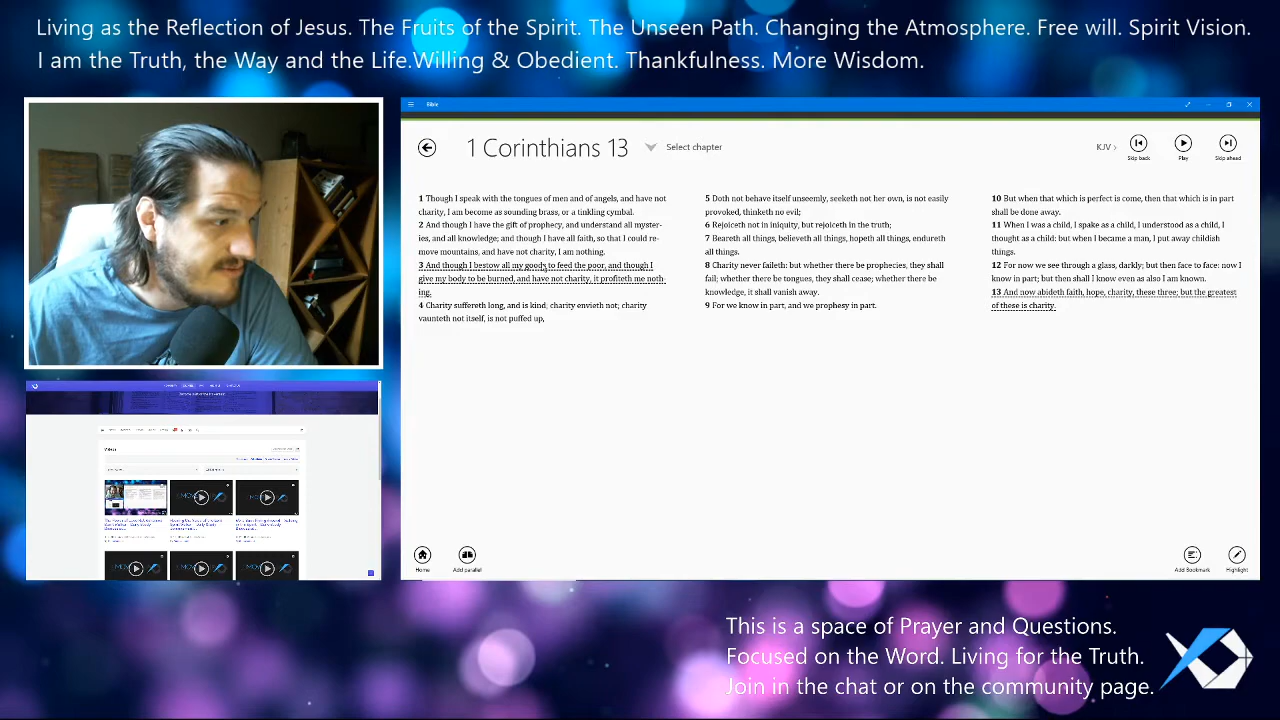 Living as the Reflection of Jesus. The Fruits of the Spirit. The Unseen Path. Changing the Atmosphere. Free will. Spirit Vision.
I am the Truth, the Way and the Life.Willing & Obedient. Thankfulness. More Wisdom.
Bible
1 Corinthians 13
Select chapter
KJV
Skip back
Play
Skip ahead
1 Though I speak with the tongues of men and of angels, and have not
charity, I am become as sounding brass, or a tinkling cymbal.
2 And though I have the gift of prophecy, and understand all myster-
ies, and all knowledge; and though I have all faith, so that I could re-
move mountains, and have not charity, I am nothing.
3 And though I bestow all my goods to feed the poor, and though I
give my body to be burned, and have not charity, it profiteth me noth-
ing.
4 Charity suffereth long, and is kind; charity envieth not; charity
vaunteth not itself, is not puffed up,
5 Doth not behave itself unseemly, seeketh not her own, is not easily
provoked, thinketh no evil;
6 Rejoiceth not in iniquity, but rejoiceth in the truth;
7 Beareth all things, believeth all things, hopeth all things, endureth
all things.
8 Charity never faileth: but whether there be prophecies, they shall
fail; whether there be tongues, they shall cease; whether there be
knowledge, it shall vanish away.
9 For we know in part, and we prophesy in part.
10 But when that which is perfect is come, then that which is in part
shall be done away.
11 When I was a child, I spake as a child, I understood as a child, I
thought as a child: but when I became a man, I put away childish
things.
12 For now we see through a glass, darkly; but then face to face: now I
know in part; but then shall I know even as also I am known.
13 And now abideth faith, hope, charity, these three; but the greatest
of these is charity.
Videos
Home
Add parallel
Add Bookmark
Highlight
This is a space of Prayer and Questions.
Focused on the Word. Living for the Truth.
Join in the chat or on the community page.